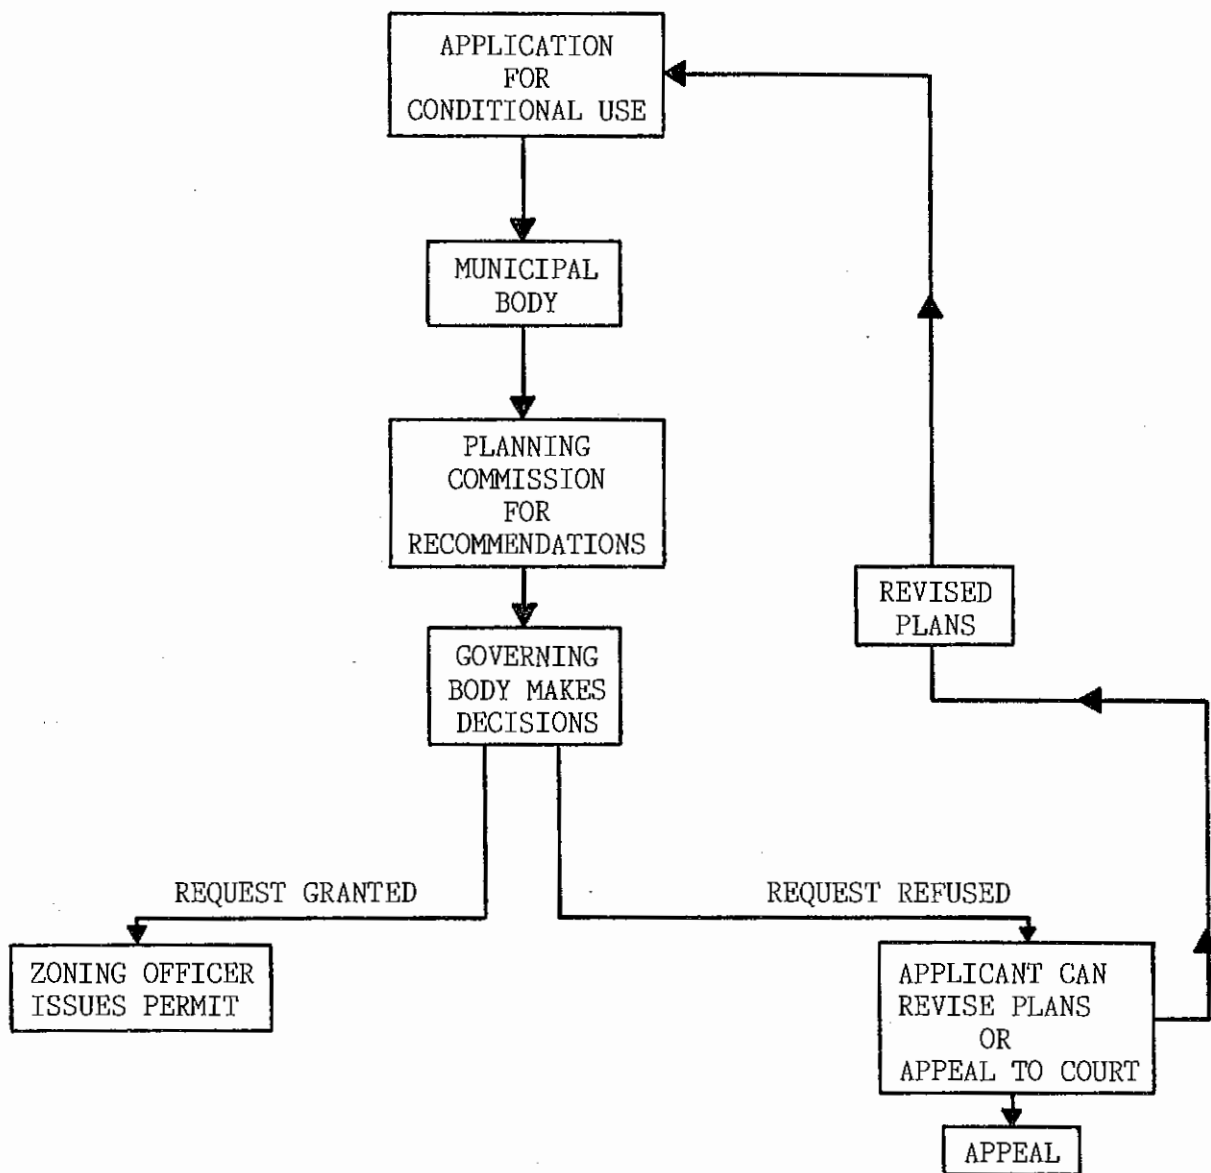 APPLICATION
FOR
CONDITIONAL USE
MUNICIPAL
BODY
PLANNING
COMMISSION
FOR
RECOMMENDATIONS
REVISED
PLANS
GOVERNING
BODY MAKES
DECISIONS
REQUEST GRANTED
REQUEST REFUSED
ZONING OFFICER
ISSUES PERMIT
APPLICANT CAN
REVISE PLANS
OR
APPEAL TO COURT
APPEAL